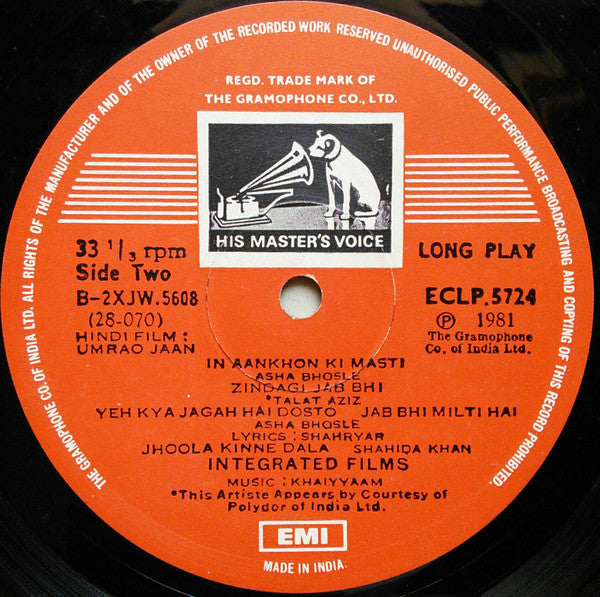 THE GRAMOPHONE CO. OF INDIA LTD. ALL RIGHTS OF THE MANUFACTURER AND OF THE OWNER OF THE RECORDED WORK RESERVED UNAUTHORISED PUBLIC PERFORMANCE BROADCASTING AND COPYING OF THIS RECORD PROHIBITED.
REGD. TRADE MARK OF
THE GRAMOPHONE CO., LTD.
HIS MASTER'S VOICE
33 1/3 rpm
Side Two
B-2XJW.5608
(28-070)
HINDI FILM:
UMRAO JAAN
LONG PLAY
ECLP.5724
Ⓟ 1981
The Gramophone
Co. of India Ltd.
IN AANKHON KI MASTI
ASHA BHOSLE
ZINDAGI JAB BHI
*TALAT AZIZ
YEH KYA JAGAH HAI DOSTO JAB BHI MILTI HAI
ASHA BHOSLE
LYRICS: SHAHRYAR
JHOOLA KINNE DALA SHAHIDA KHAN
INTEGRATED FILMS
MUSIC: KHAIYYAAM
*This Artiste Appears by Courtesy of
Polydor of India Ltd.
EMI
MADE IN INDIA.